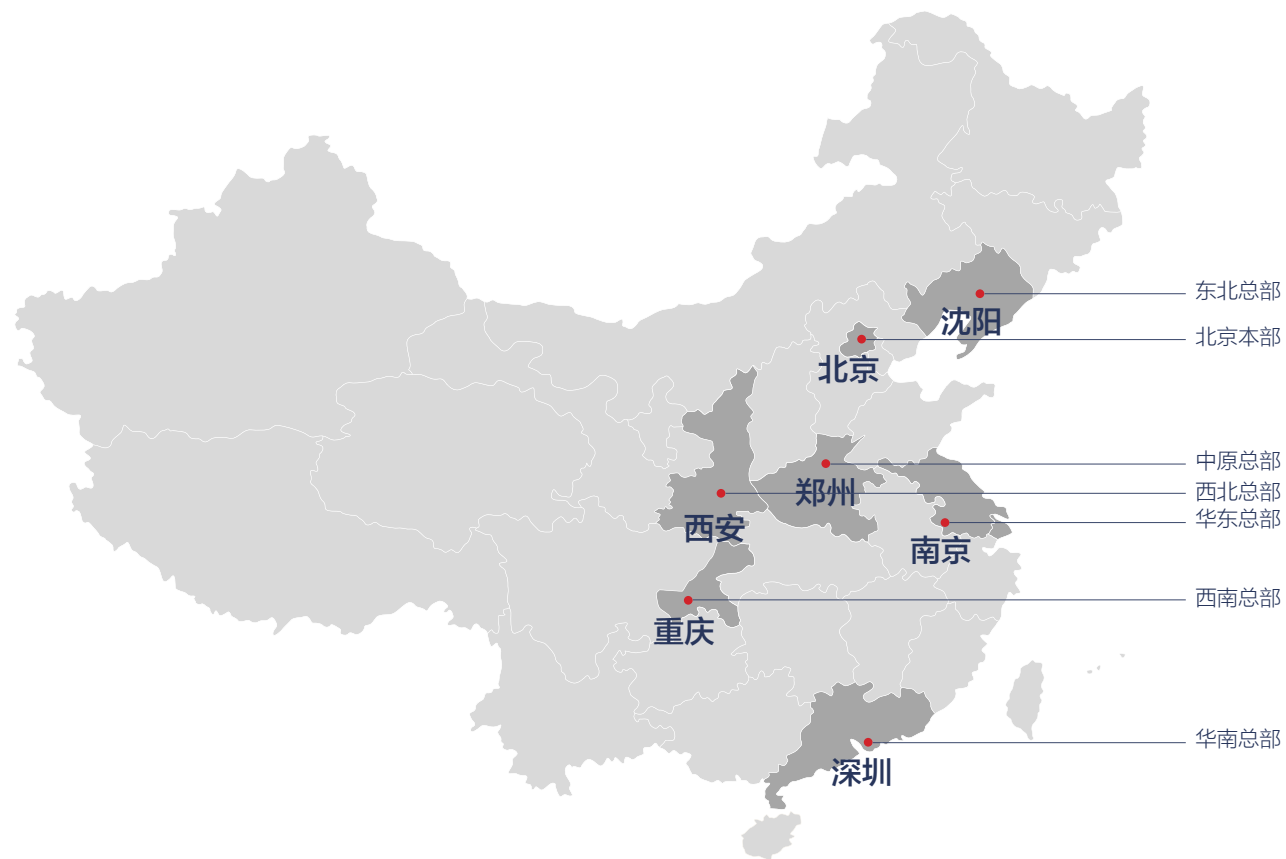 东北总部
沈阳
北京本部
北京
中原总部
郑州
西北总部
西安
华东总部
南京
西南总部
重庆
华南总部
深圳